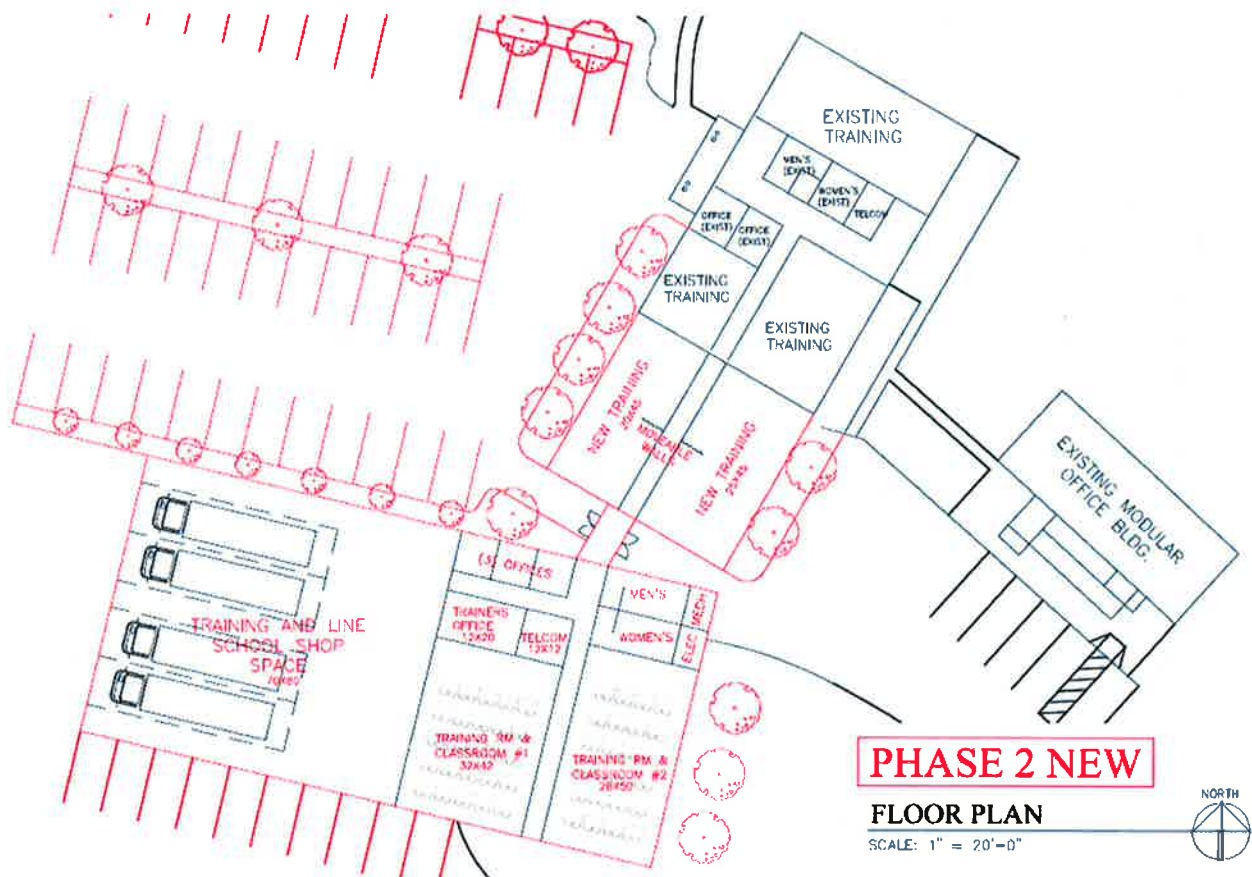 EXISTING
TRAINING
MEN'S
(EXIST)
WOMEN'S
(EXIST)
TELCOM
OFFICE
(EXIST)
OFFICE
(EXIST)
EXISTING
TRAINING
EXISTING
TRAINING
NEW TRAINING
MOVEABLE
WALLS
NEW TRAINING
25X45
EXISTING MODULAR
OFFICE BLDG.
(3) OFFICES
MEN'S
MECH
TRAINERS
OFFICE
12X20
TELCOM
12X12
WOMEN'S
ELEC
TRAINING AND LINE
SCHOOL SHOP
SPACE
TRAINING RM &
CLASSROOM #1
32X42
TRAINING RM &
CLASSROOM #2
28X50
PHASE 2 NEW
FLOOR PLAN
SCALE: 1" = 20'-0"
NORTH